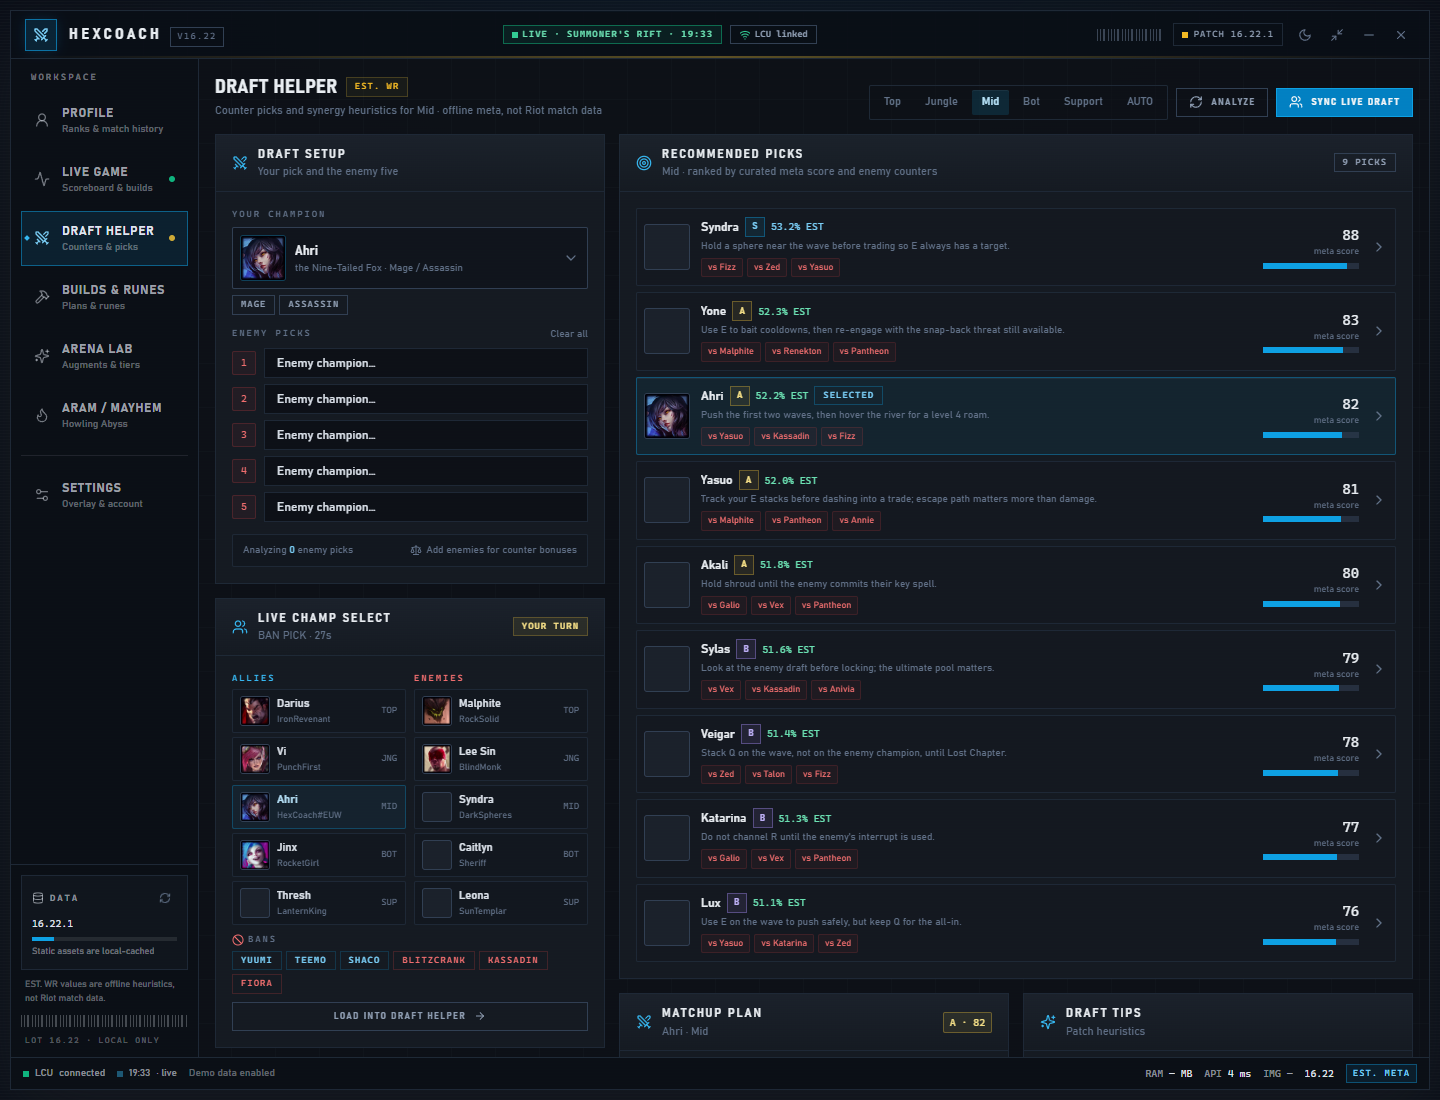 HEXCOACH V16.22
LIVE · SUMMONER'S RIFT · 19:33 LCU linked
PATCH 16.22.1
WORKSPACE
PROFILE
Ranks & match history
LIVE GAME
Scoreboard & builds
DRAFT HELPER
Counters & picks
BUILDS & RUNES
Plans & runes
ARENA LAB
Augments & tiers
ARAM / MAYHEM
Howling Abyss
SETTINGS
Overlay & account
DATA
16.22.1
Static assets are local-cached
EST. WR values are offline heuristics,
not Riot match data.
LOT 16.22 · LOCAL ONLY
DRAFT HELPER EST. WR
Counter picks and synergy heuristics for Mid · offline meta, not Riot match data
Top Jungle Mid Bot Support AUTO ANALYZE SYNC LIVE DRAFT
DRAFT SETUP
Your pick and the enemy five
YOUR CHAMPION
Ahri
the Nine-Tailed Fox · Mage / Assassin
MAGE ASSASSIN
ENEMY PICKS Clear all
1 Enemy champion…
2 Enemy champion…
3 Enemy champion…
4 Enemy champion…
5 Enemy champion…
Analyzing 0 enemy picks Add enemies for counter bonuses
LIVE CHAMP SELECT
BAN PICK · 27s
YOUR TURN
ALLIES ENEMIES
Darius
IronRevenant
TOP
Malphite
RockSolid
TOP
Vi
PunchFirst
JNG
Lee Sin
BlindMonk
JNG
Ahri
HexCoach#EUW
MID
Syndra
DarkSpheres
MID
Jinx
RocketGirl
BOT
Caitlyn
Sheriff
BOT
Thresh
LanternKing
SUP
Leona
SunTemplar
SUP
BANS
YUUMI TEEMO SHACO BLITZCRANK KASSADIN
FIORA
LOAD INTO DRAFT HELPER
RECOMMENDED PICKS
Mid · ranked by curated meta score and enemy counters
9 PICKS
Syndra S 53.2% EST
Hold a sphere near the wave before trading so E always has a target.
vs Fizz vs Zed vs Yasuo
88
meta score
Yone A 52.3% EST
Use E to bait cooldowns, then re-engage with the snap-back threat still available.
vs Malphite vs Renekton vs Pantheon
83
meta score
Ahri A 52.2% EST SELECTED
Push the first two waves, then hover the river for a level 4 roam.
vs Yasuo vs Kassadin vs Fizz
82
meta score
Yasuo A 52.0% EST
Track your E stacks before dashing into a trade; escape path matters more than damage.
vs Malphite vs Pantheon vs Annie
81
meta score
Akali A 51.8% EST
Hold shroud until the enemy commits their key spell.
vs Galio vs Vex vs Pantheon
80
meta score
Sylas B 51.6% EST
Look at the enemy draft before locking; the ultimate pool matters.
vs Vex vs Kassadin vs Anivia
79
meta score
Veigar B 51.4% EST
Stack Q on the wave, not on the enemy champion, until Lost Chapter.
vs Zed vs Talon vs Fizz
78
meta score
Katarina B 51.3% EST
Do not channel R until the enemy's interrupt is used.
vs Galio vs Vex vs Pantheon
77
meta score
Lux B 51.1% EST
Use E on the wave to push safely, but keep Q for the all-in.
vs Yasuo vs Katarina vs Zed
76
meta score
MATCHUP PLAN
Ahri · Mid
A · 82
DRAFT TIPS
Patch heuristics
LCU connected 19:33 · live Demo data enabled
RAM — MB API 4 ms IMG — 16.22 EST. META